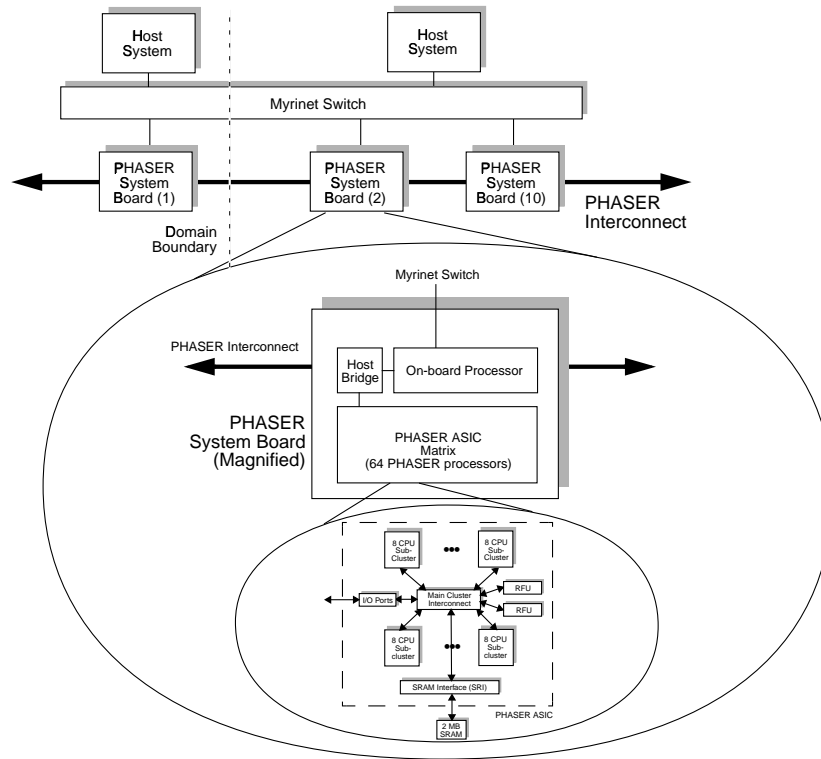 Host
System
Host
System
Myrinet Switch
PHASER
System
Board (1)
PHASER
System
Board (2)
PHASER
System
Board (10)
PHASER
Interconnect
Domain
Boundary
Myrinet Switch
PHASER Interconnect
Host
Bridge
On-board Processor
PHASER
System Board
(Magnified)
PHASER ASIC
Matrix
(64 PHASER processors)
8 CPU
Sub-
Cluster
8 CPU
Sub-
Cluster
I/O Ports
Main Cluster
Interconnect
RFU
RFU
8 CPU
Sub-
cluster
8 CPU
Sub-
cluster
SRAM Interface (SRI)
PHASER ASIC
2 MB
SRAM